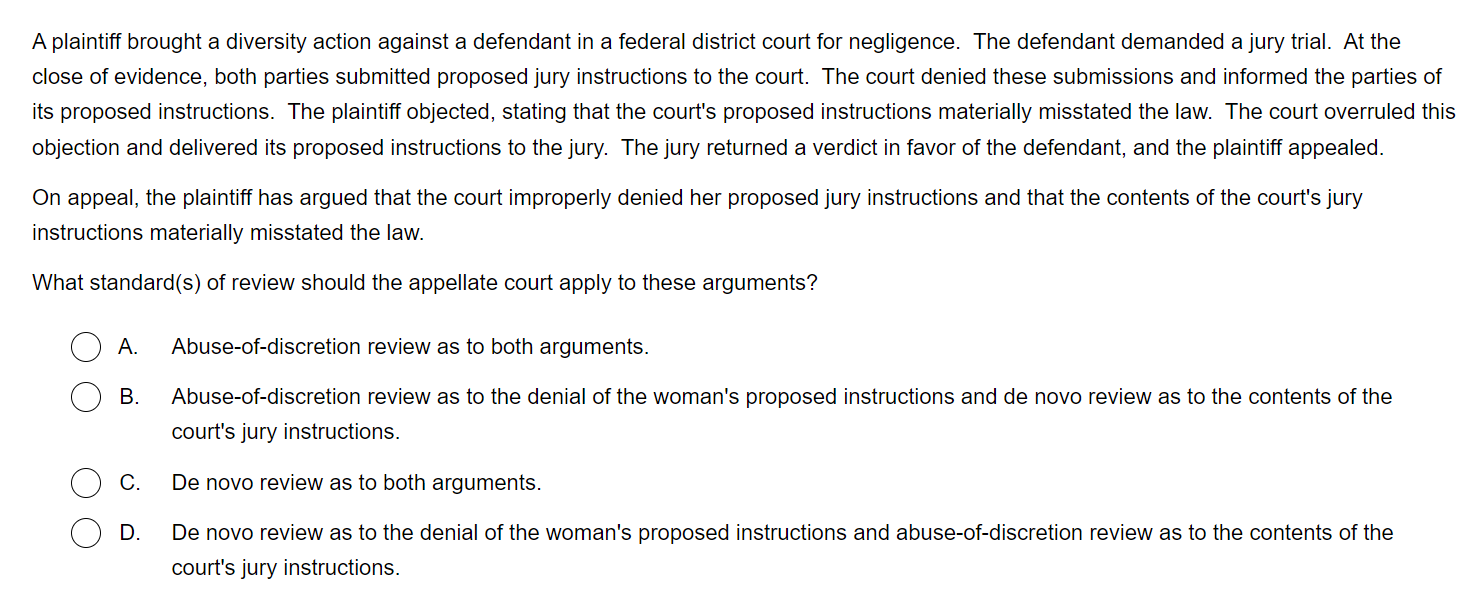 A plaintiff brought a diversity action against a defendant in a federal district court for negligence.  The defendant demanded a jury trial.  At the
close of evidence, both parties submitted proposed jury instructions to the court.  The court denied these submissions and informed the parties of
its proposed instructions.  The plaintiff objected, stating that the court's proposed instructions materially misstated the law.  The court overruled this
objection and delivered its proposed instructions to the jury.  The jury returned a verdict in favor of the defendant, and the plaintiff appealed.
On appeal, the plaintiff has argued that the court improperly denied her proposed jury instructions and that the contents of the court's jury
instructions materially misstated the law.
What standard(s) of review should the appellate court apply to these arguments?
A. Abuse-of-discretion review as to both arguments.
B. Abuse-of-discretion review as to the denial of the woman's proposed instructions and de novo review as to the contents of the
court's jury instructions.
C. De novo review as to both arguments.
D. De novo review as to the denial of the woman's proposed instructions and abuse-of-discretion review as to the contents of the
court's jury instructions.